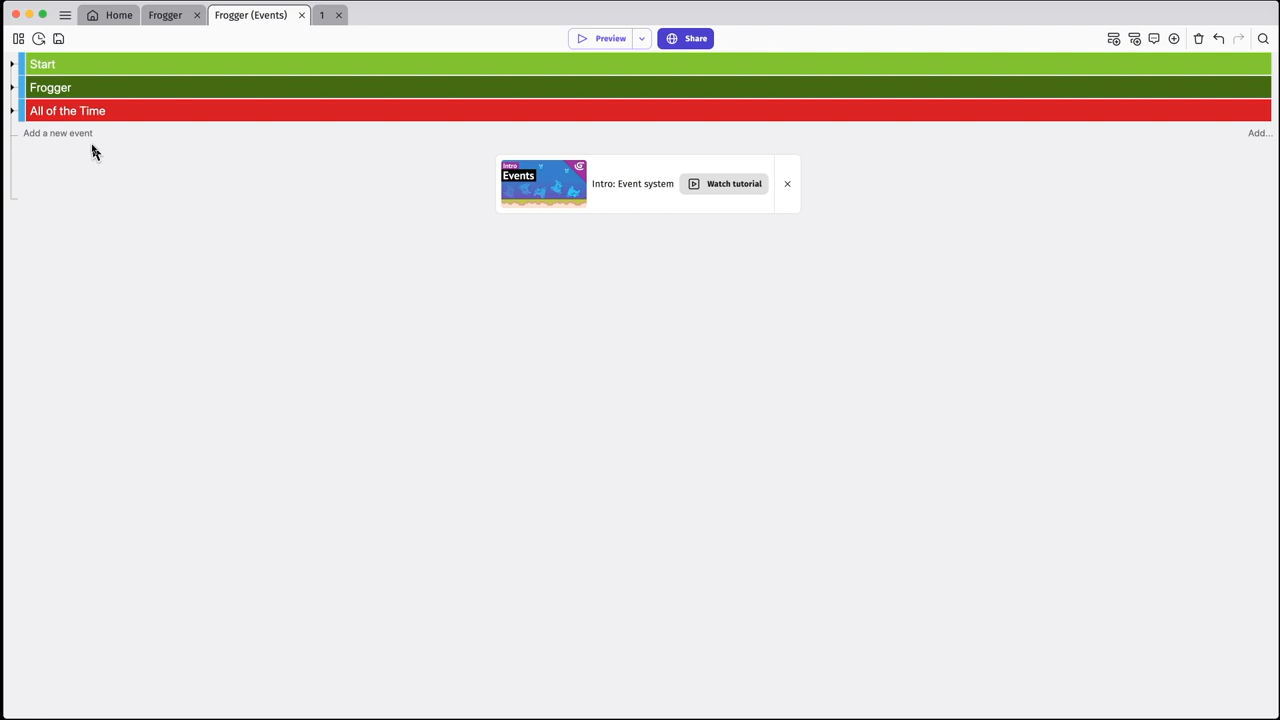 Home
Frogger
Frogger (Events)
1
Preview
Share
Start
Frogger
All of the Time
Add a new event
Add...
Intro
Events
Intro: Event system
Watch tutorial